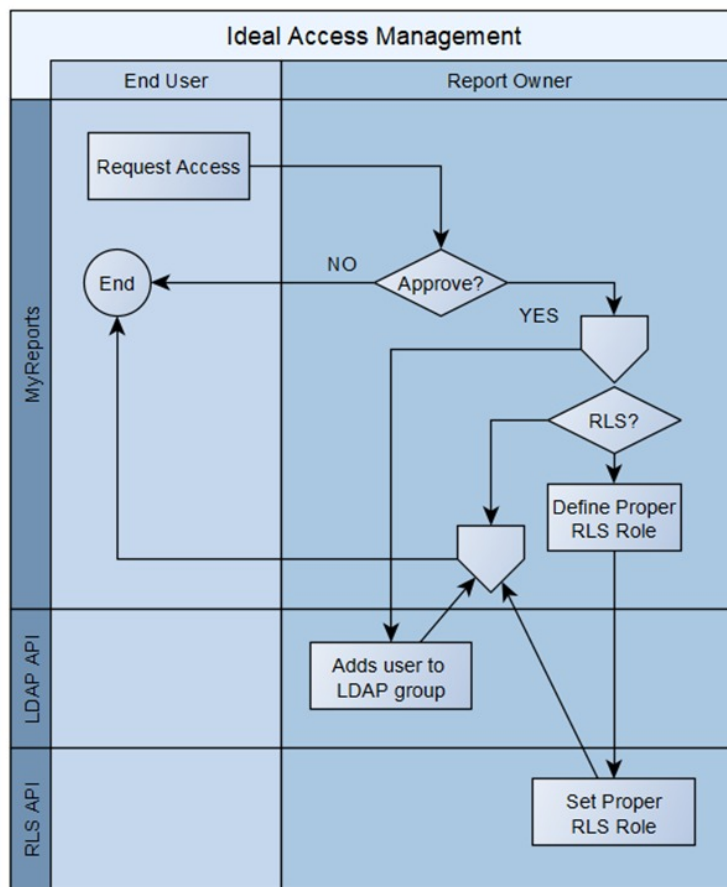 Ideal Access Management
End User
Report Owner
MyReports
Request Access
End
NO
Approve?
YES
RLS?
Define Proper
RLS Role
LDAP API
Adds user to
LDAP group
RLS API
Set Proper
RLS Role